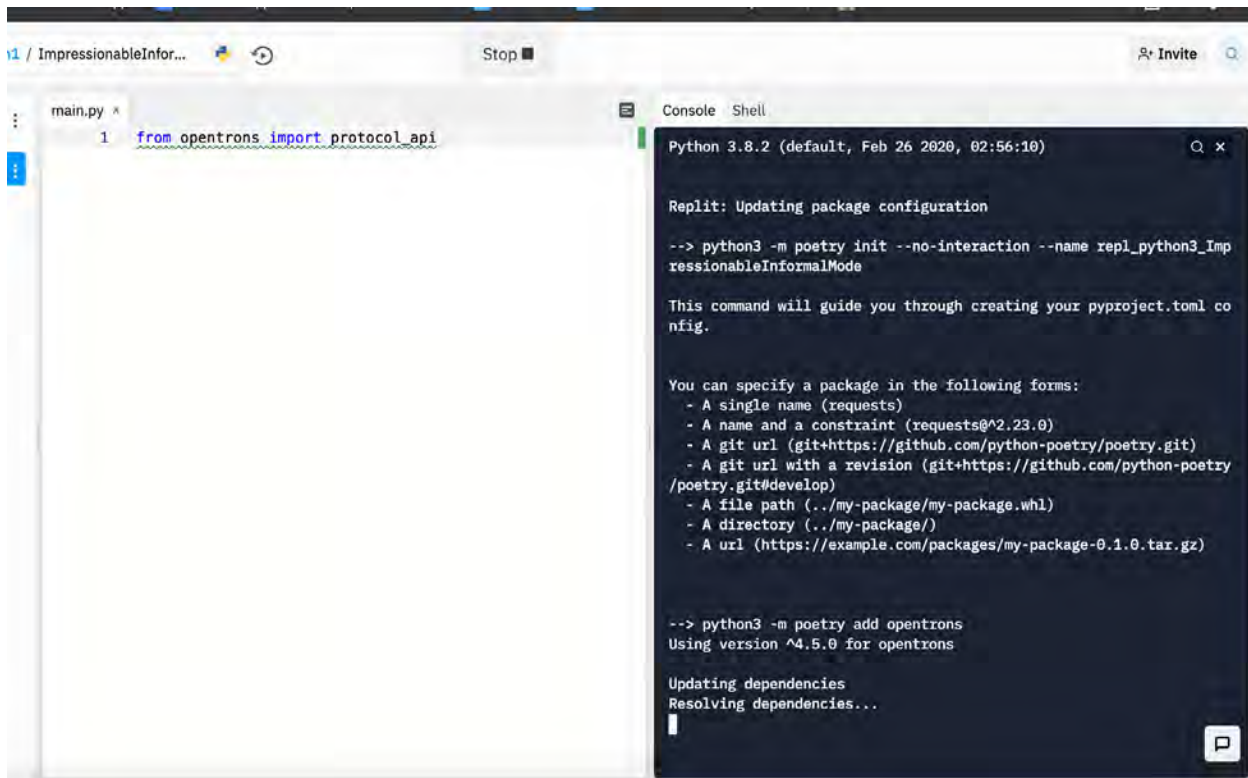 / ImpressionableInfor...
Stop
Invite
main.py ×
1 from opentrons import protocol_api
Console Shell
Python 3.8.2 (default, Feb 26 2020, 02:56:10)
Replit: Updating package configuration
--> python3 -m poetry init --no-interaction --name repl_python3_Imp
ressionableInformalMode
This command will guide you through creating your pyproject.toml co
nfig.
You can specify a package in the following forms:
- A single name (requests)
- A name and a constraint (requests@^2.23.0)
- A git url (git+https://github.com/python-poetry/poetry.git)
- A git url with a revision (git+https://github.com/python-poetry
/poetry.git#develop)
- A file path (../my-package/my-package.whl)
- A directory (../my-package/)
- A url (https://example.com/packages/my-package-0.1.0.tar.gz)
--> python3 -m poetry add opentrons
Using version ^4.5.0 for opentrons
Updating dependencies
Resolving dependencies...